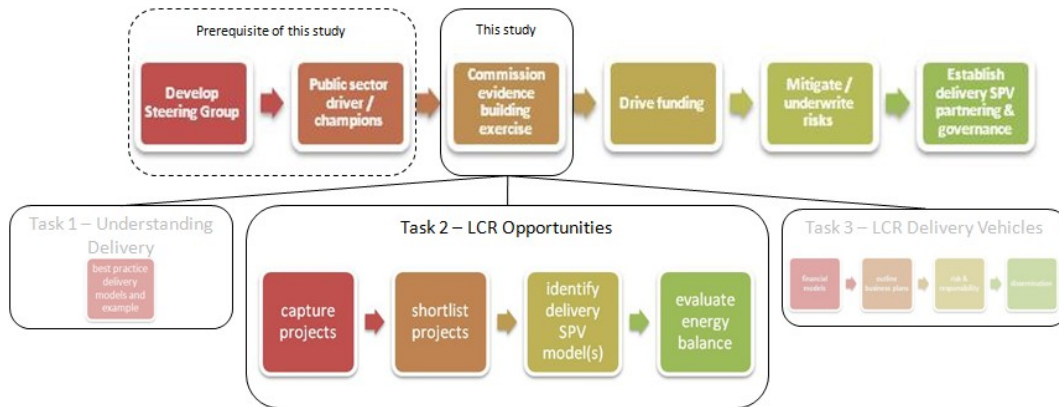 Prerequisite of this study
This study
Develop
Steering Group
Public sector
driver /
champions
Commission
evidence
building
exercise
Drive funding
Mitigate /
underwrite
risks
Establish
delivery SPV
partnering &
governance
Task 1 – Understanding
Delivery
best practice
delivery
models and
example
Task 2 – LCR Opportunities
capture
projects
shortlist
projects
identify
delivery
SPV
model(s)
evaluate
energy
balance
Task 3 – LCR Delivery Vehicles
financial
models
outline
business plans
risk &
responsibility
dissemination